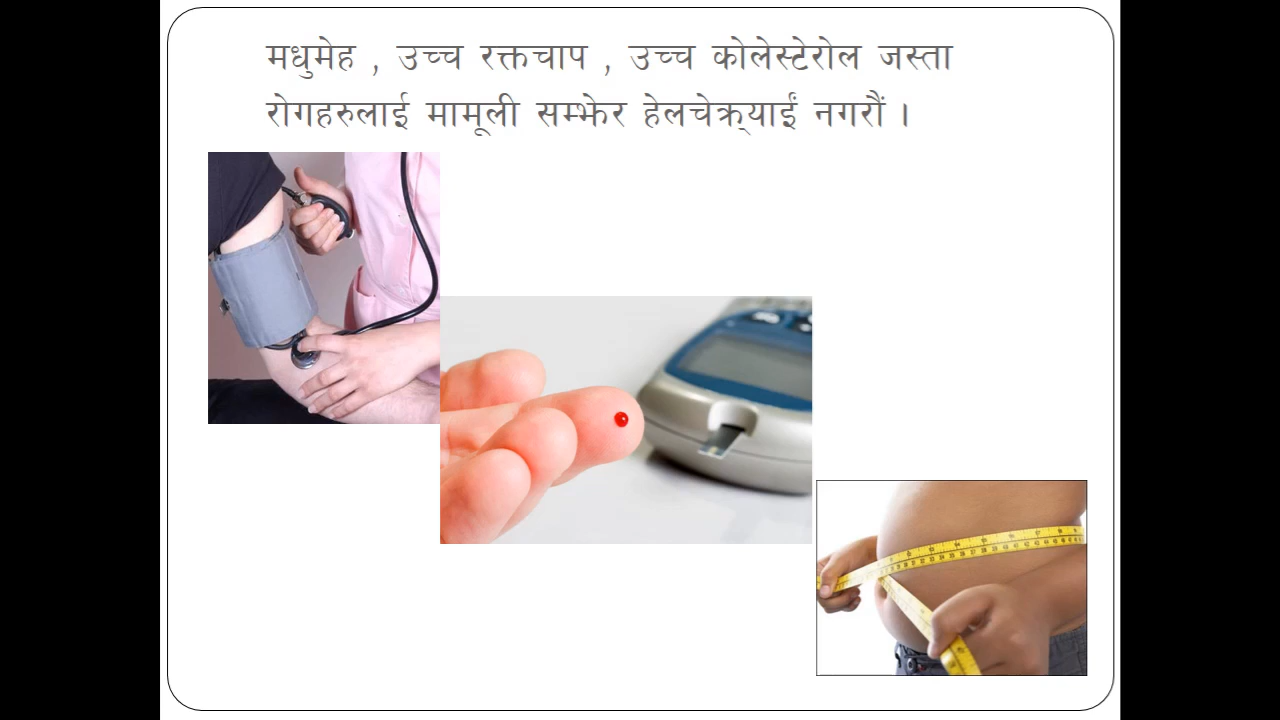 मधुमेह , उच्च रक्तचाप , उच्च कोलेस्टेरोल जस्ता
रोगहरुलाई मामूली सम्झेर हेलचेक्र्याईं नगरौं ।